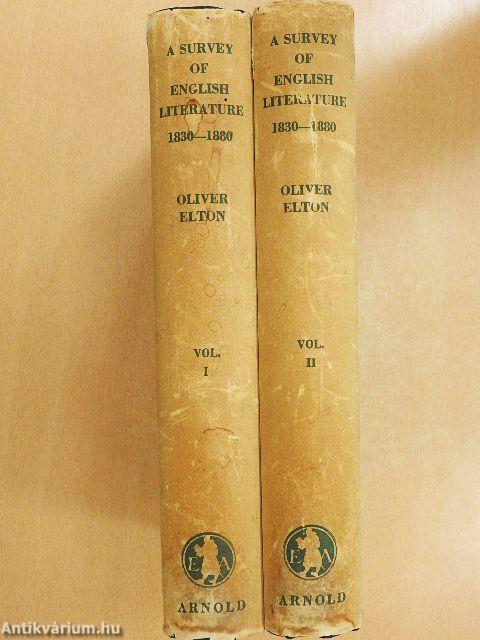 A SURVEY
OF
ENGLISH
LITERATURE
1830—1880
OLIVER
ELTON
VOL.
I
E A
ARNOLD
A SURVEY
OF
ENGLISH
LITERATURE
1830—1880
OLIVER
ELTON
VOL.
II
E A
ARNOLD
Antikvárium.hu